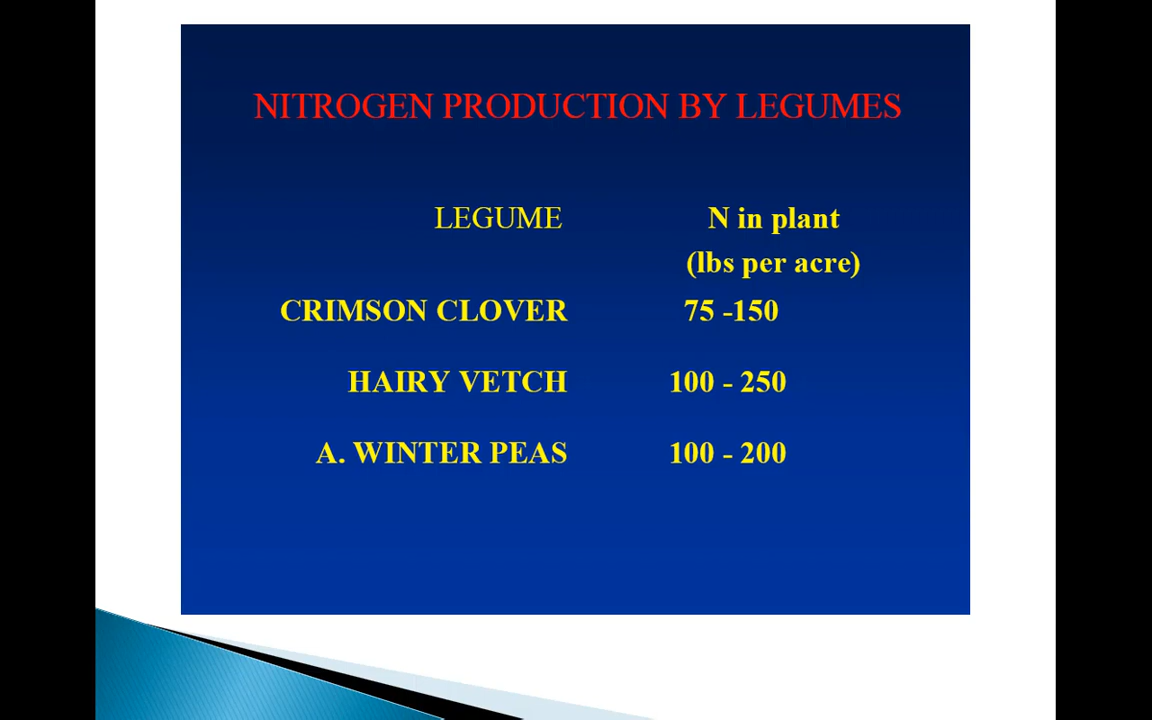 NITROGEN PRODUCTION BY LEGUMES
LEGUME N in plant
(lbs per acre)
CRIMSON CLOVER 75 -150
HAIRY VETCH 100 - 250
A. WINTER PEAS 100 - 200